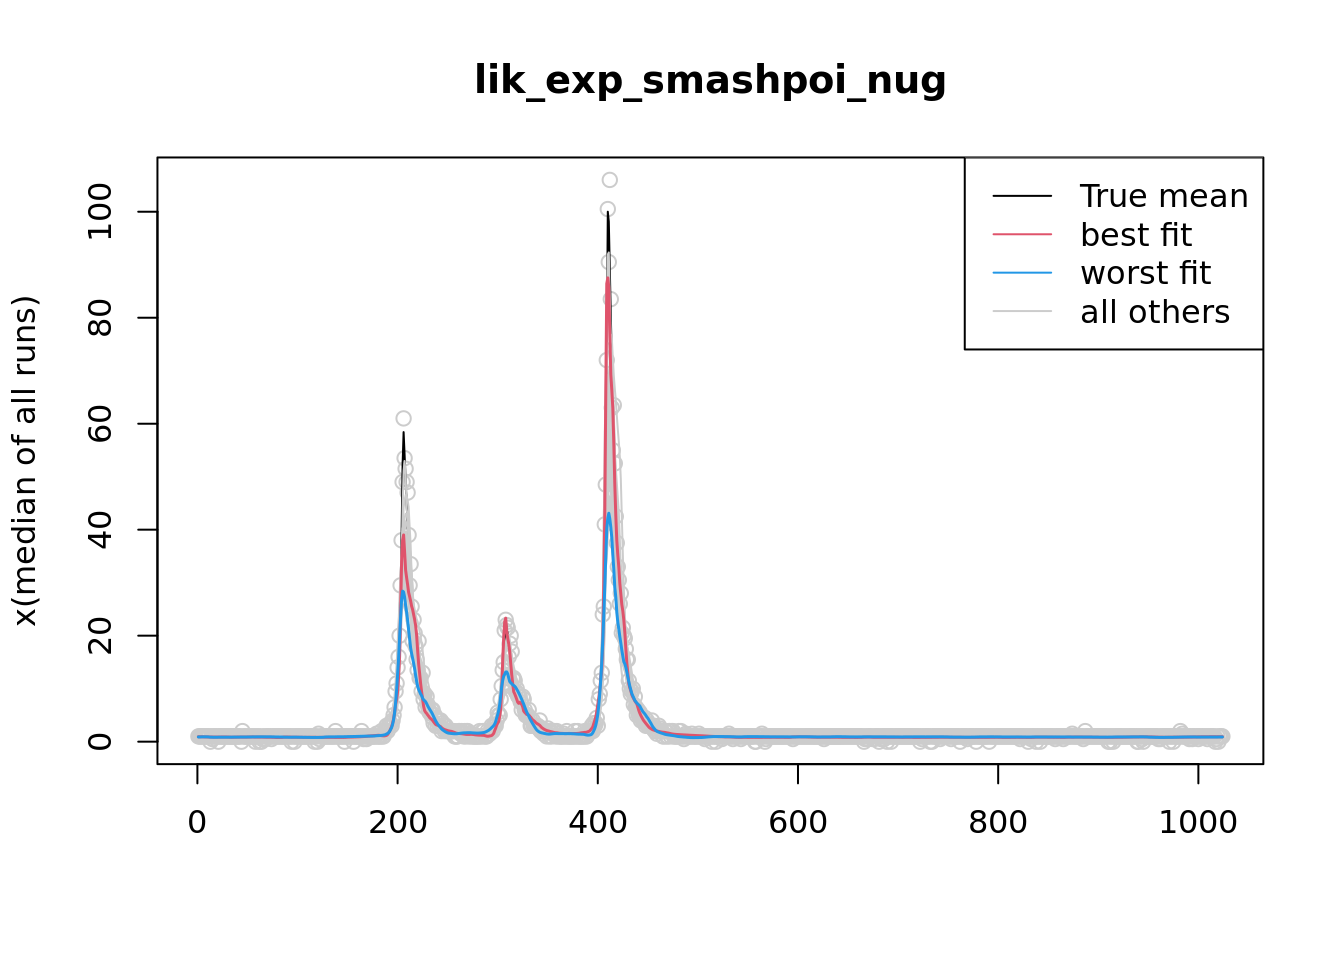 lik_exp_smashpoi_nug
True mean
best fit
worst fit
all others
x(median of all runs)
100
80
60
40
20
0
0 200 400 600 800 1000